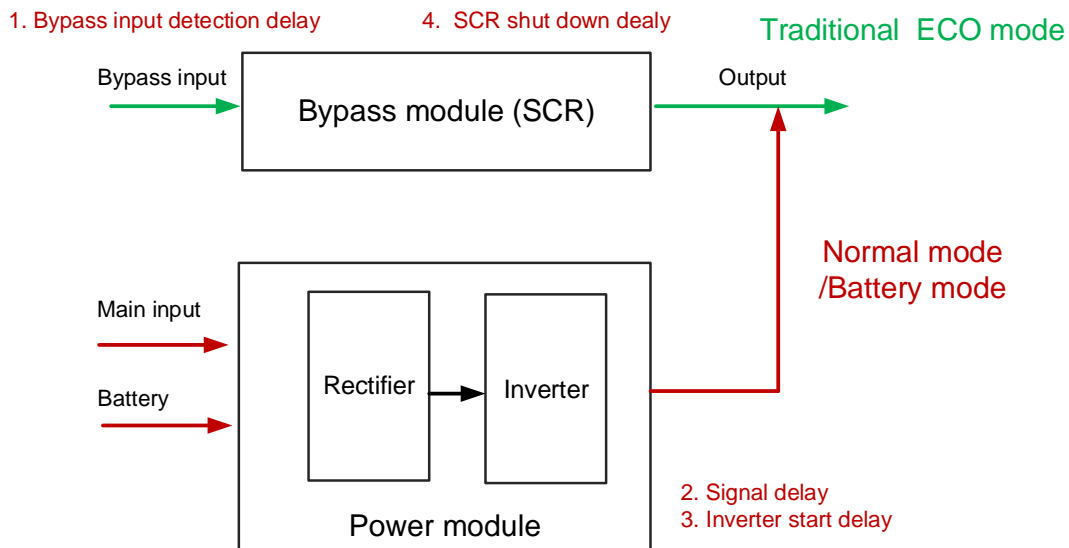 1. Bypass input detection delay
4. SCR shut down dealy
Traditional ECO mode
Bypass input
Bypass module (SCR)
Output
Normal mode
/Battery mode
Main input
Battery
Rectifier
Inverter
Power module
2. Signal delay
3. Inverter start delay